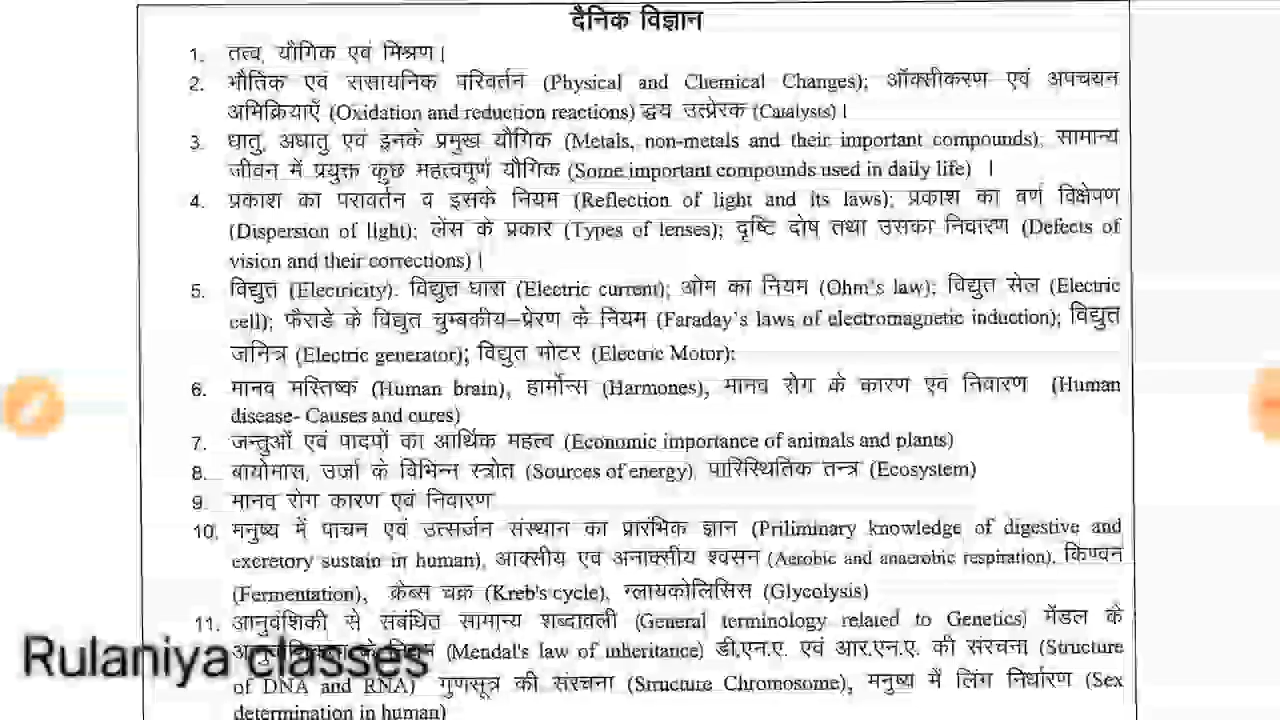 दैनिक विज्ञान
1. तत्व, यौगिक एवं मिश्रण।
2. भौतिक एवं रासायनिक परिवर्तन (Physical and Chemical Changes); ऑक्सीकरण एवं अपचयन
अभिक्रियाएँ (Oxidation and reduction reactions) द्धय उत्प्रेरक (Catalysts)।
3. धातु, अधातु एवं इनके प्रमुख यौगिक (Metals, non-metals and their important compounds); सामान्य
जीवन में प्रयुक्त कुछ महत्वपूर्ण यौगिक (Some important compounds used in daily life) ।
4. प्रकाश का परावर्तन व इसके नियम (Reflection of light and its laws); प्रकाश का वर्ण विक्षेपण
(Dispersion of light); लेंस के प्रकार (Types of lenses); दृष्टि दोष तथा उसका निवारण (Defects of
vision and their corrections)।
5. विद्युत (Electricity): विद्युत धारा (Electric current); ओम का नियम (Ohm's law); विद्युत सेल (Electric
cell); फैराडे के विद्युत चुम्बकीय–प्रेरण के नियम (Faraday's laws of electromagnetic induction); विद्युत
जनित्र (Electric generator); विद्युत मोटर (Electric Motor);
6. मानव मस्तिष्क (Human brain), हार्मोन्स (Harmones), मानव रोग के कारण एवं निवारण (Human
disease- Causes and cures)
7. जन्तुओं एवं पादपों का आर्थिक महत्व (Economic importance of animals and plants)
8. बायोमास, उर्जा के विभिन्न स्त्रोत (Sources of energy), पारिस्थितिक तन्त्र (Ecosystem)
9. मानव रोग कारण एवं निवारण
10. मनुष्य में पाचन एवं उत्सर्जन संस्थान का प्रारंभिक ज्ञान (Priliminary knowledge of digestive and
excretory sustain in human), आक्सीय एव अनाक्सीय श्वसन (Aerobic and anaerobic respiration), किण्वन
(Fermentation), क्रेब्स चक्र (Kreb's cycle), ग्लायकोलिसिस (Glycolysis)
11. आनुवंशिकी से संबंधित सामान्य शब्दावली (General terminology related to Genetics) मेंडल के
(Mendal's law of inheritance) डी.एन.ए. एवं आर.एन.ए. की संरचना (Structure
of DNA and RNA) गुणसूत्र की संरचना (Structure Chromosome), मनुष्य में लिंग निर्धारण (Sex
determination in human)
Rulaniya classes